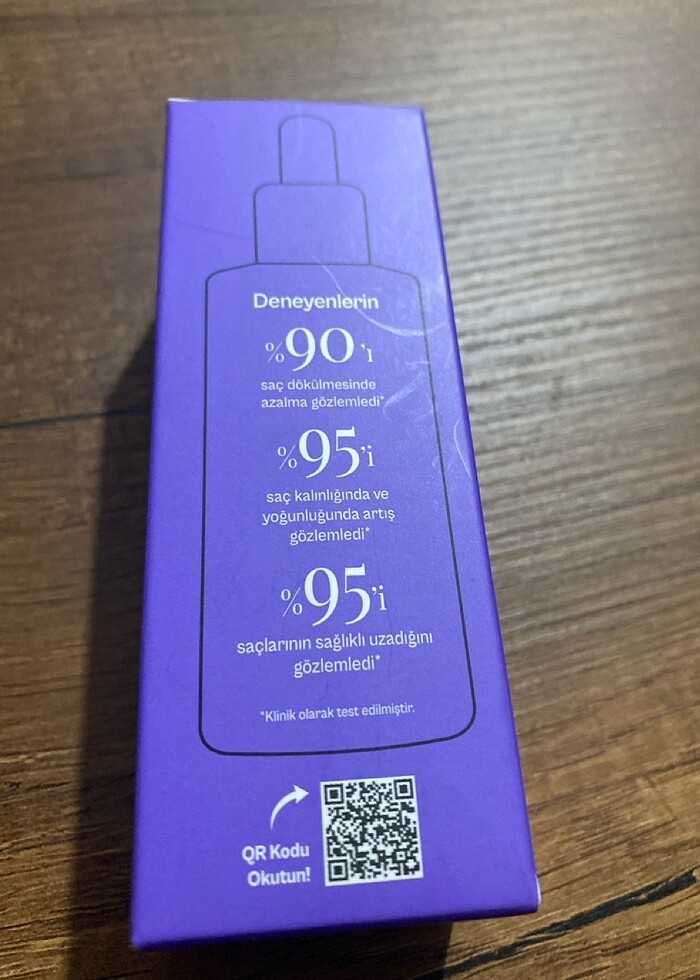 Deneyenlerin
%90'ı
saç dökülmesinde
azalma gözlemledi*
%95'i
saç kalınlığında ve
yoğunluğunda artış
gözlemledi*
%95'i
saçlarının sağlıklı uzadığını
gözlemledi*
*Klinik olarak test edilmiştir.
QR Kodu
Okutun!